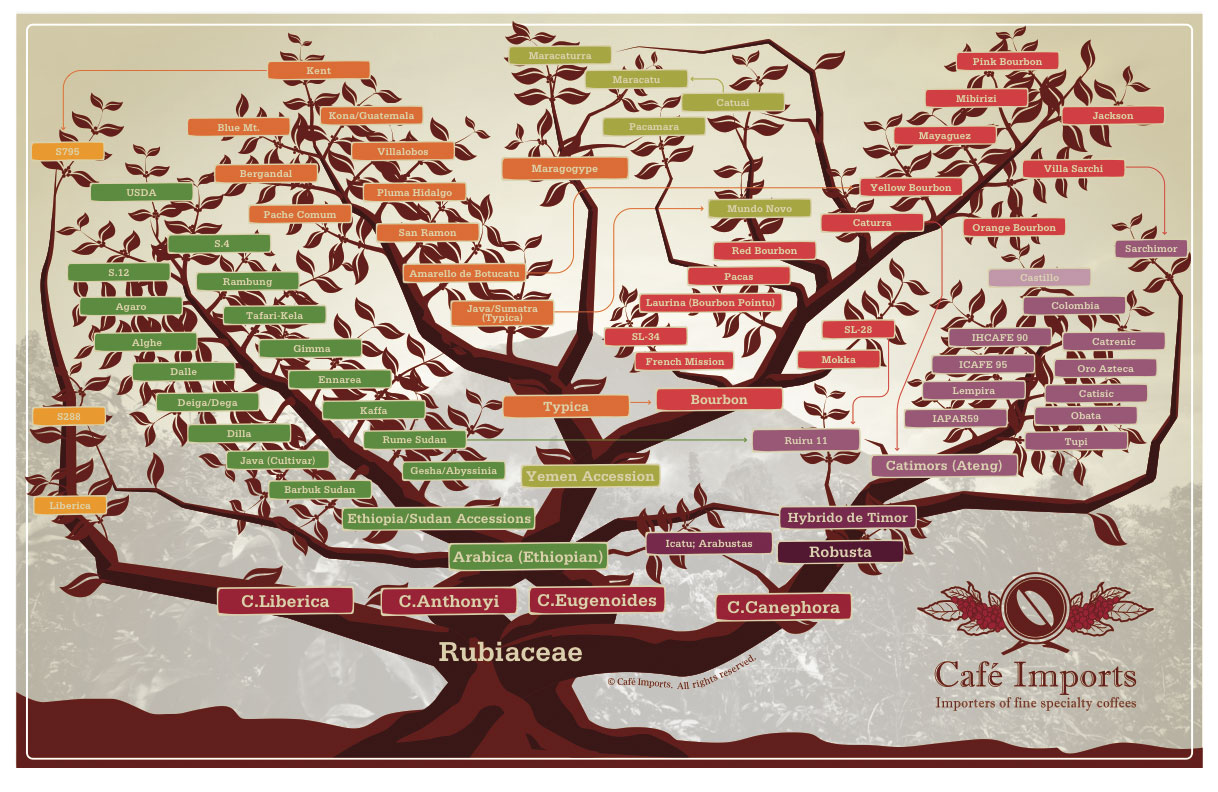 Maracaturra
Pink Bourbon
Kent
Maracatu
Mibirizi
Catuai
Kona/Guatemala
Jackson
Blue Mt.
Pacamara
Mayaguez
S795
Villalobos
Maragogype
Villa Sarchi
Bergandal
USDA
Pluma Hidalgo
Yellow Bourbon
Pache Comum
Mundo Novo
Caturra
Orange Bourbon
San Ramon
S.4
Red Bourbon
Sarchimor
S.12
Amarello de Botucatu
Pacas
Castillo
Rambung
Agaro
Java/Sumatra
(Typica)
Laurina (Bourbon Pointu)
Colombia
Tafari-Kela
SL-34
SL-28
IHCAFE 90
Alghe
Catrenic
Gimma
French Mission
Mokka
ICAFE 95
Oro Azteca
Dalle
Ennarea
Lempira
Catisic
Deiga/Dega
Kaffa
Typica
Bourbon
S288
IAPAR59
Obata
Dilla
Rume Sudan
Ruiru 11
Tupi
Java (Cultivar)
Gesha/Abyssinia
Yemen Accession
Catimors (Ateng)
Barbuk Sudan
Liberica
Ethiopia/Sudan Accessions
Hybrido de Timor
Icatu; Arabustas
Robusta
Arabica (Ethiopian)
C.Liberica
C.Anthonyi
C.Eugenoides
C.Canephora
Rubiaceae
© Café Imports. All rights reserved.
Café Imports
Importers of fine specialty coffees